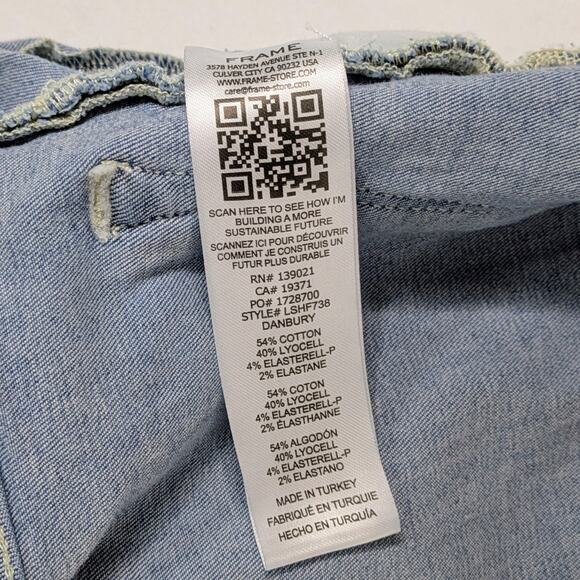 FRAME
3578 HAYDEN AVENUE STE N-1
CULVER CITY CA 90232 USA
WWW.FRAME-STORE.COM
care@frame-store.com
SCAN HERE TO SEE HOW I'M
BUILDING A MORE
SUSTAINABLE FUTURE
SCANNEZ ICI POUR DÉCOUVRIR
COMMENT JE CONSTRUIS UN
FUTUR PLUS DURABLE
RN# 139021
CA# 19371
PO# 1728700
STYLE# LSHF738
DANBURY
54% COTTON
40% LYOCELL
4% ELASTERELL-P
2% ELASTANE
54% COTON
40% LYOCELL
4% ELASTERELL-P
2% ÉLASTHANNE
54% ALGODÓN
40% LYOCELL
4% ELASTERELL-P
2% ELASTANO
MADE IN TURKEY
FABRIQUÉ EN TURQUIE
HECHO EN TURQUÍA